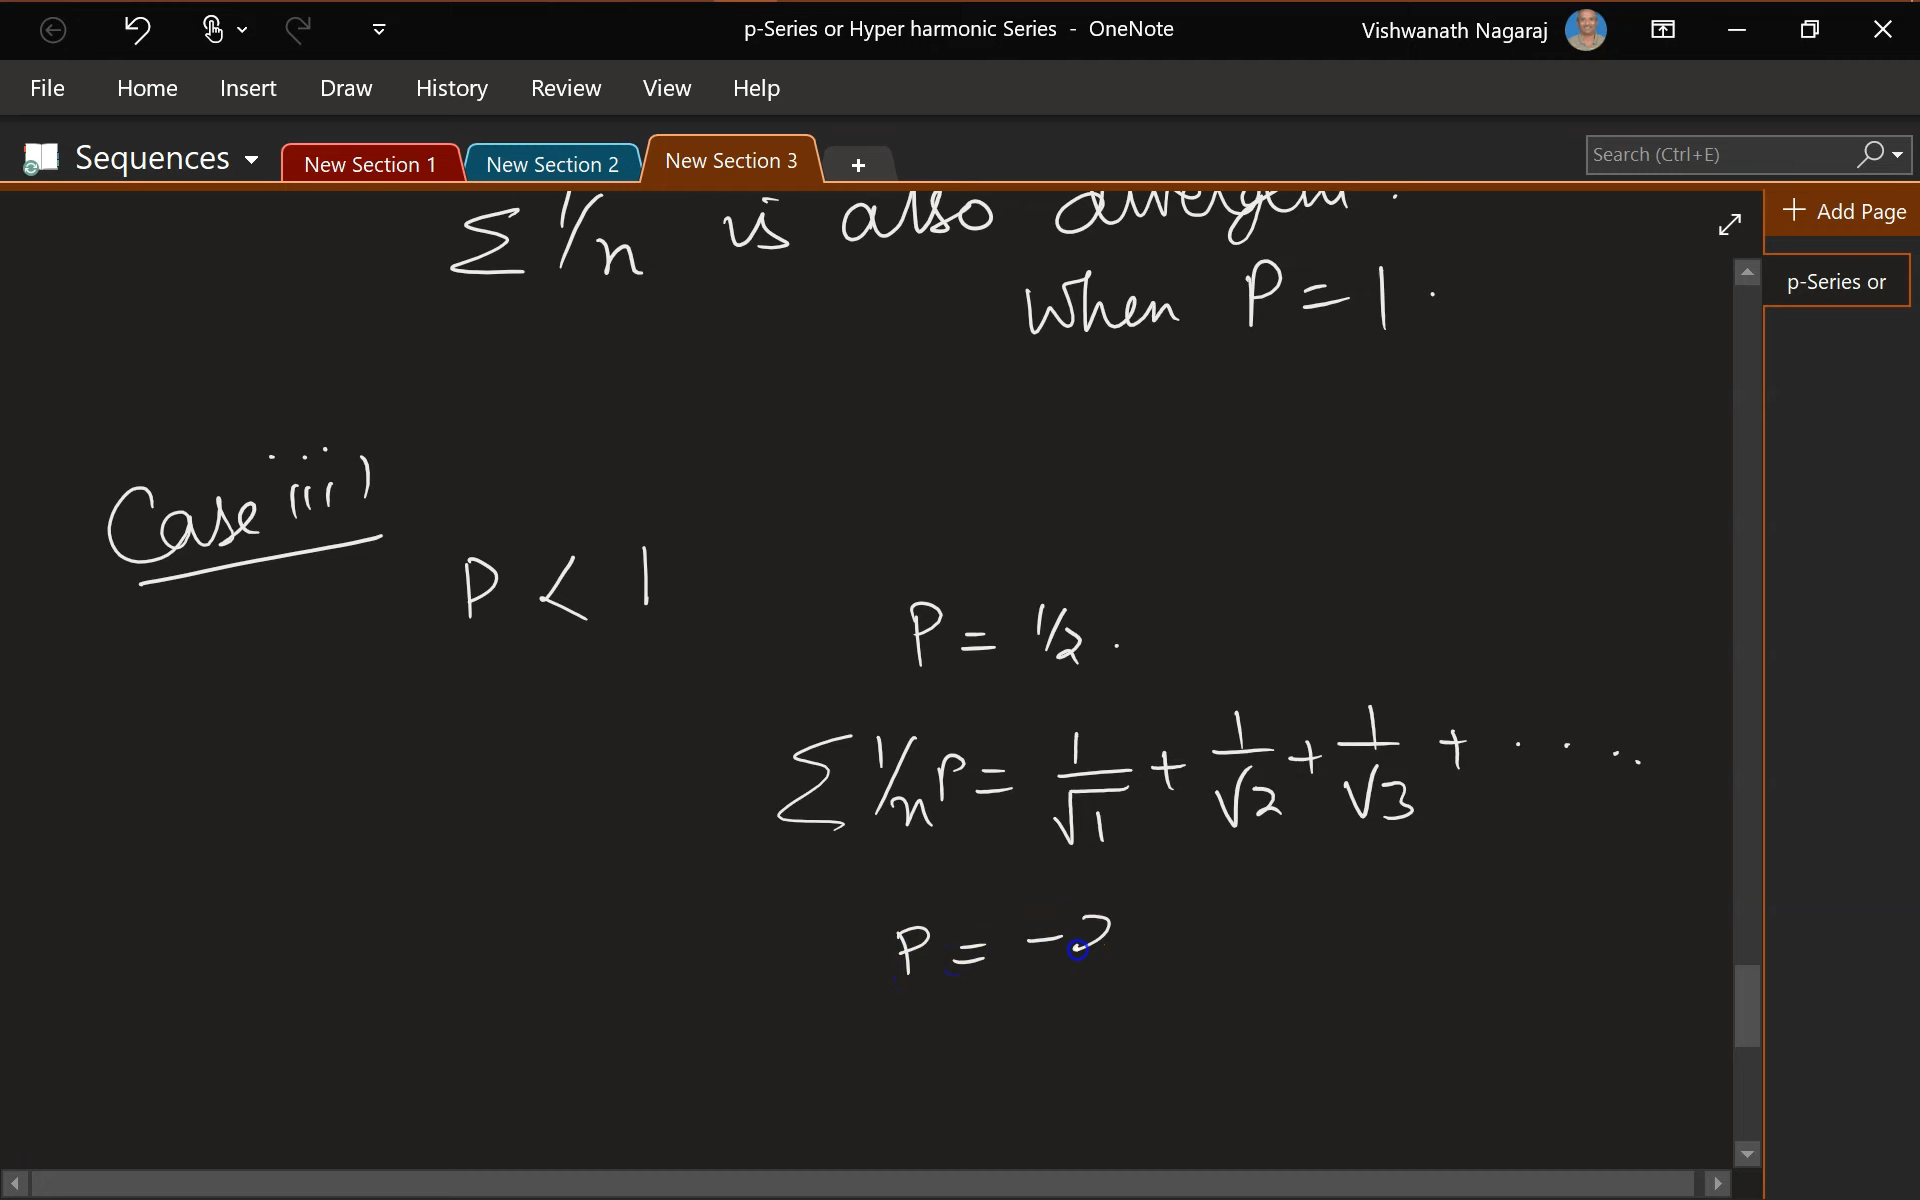 p-Series or Hyper harmonic Series - OneNote
Vishwanath Nagaraj
File Home Insert Draw History Review View Help
Sequences New Section 1 New Section 2 New Section 3 +
Search (Ctrl+E)
+ Add Page
p-Series or
Σ 1/n is also divergent.
when P = 1.
Case iii)
P < 1
P = 1/2.
Σ 1/n^P = 1/√1 + 1/√2 + 1/√3 + .....
P = -2